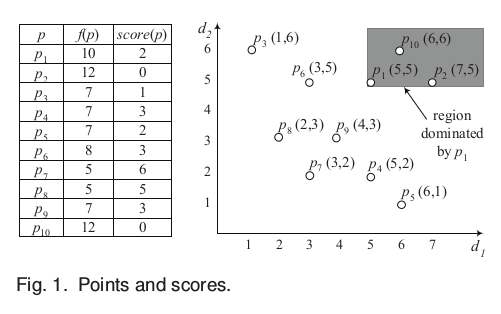 p f(p) score(p)
p1 10 2
p2 12 0
p3 7 1
p4 7 3
p5 7 2
p6 8 3
p7 5 6
p8 5 5
p9 7 3
p10 12 0
d2
6
5
4
3
2
1
1 2 3 4 5 6 7 d1
p3 (1,6)
p10 (6,6)
p6 (3,5)
p1 (5,5)
p2 (7,5)
p8 (2,3)
p9 (4,3)
p7 (3,2)
p4 (5,2)
p5 (6,1)
region
dominated
by p1
Fig. 1. Points and scores.